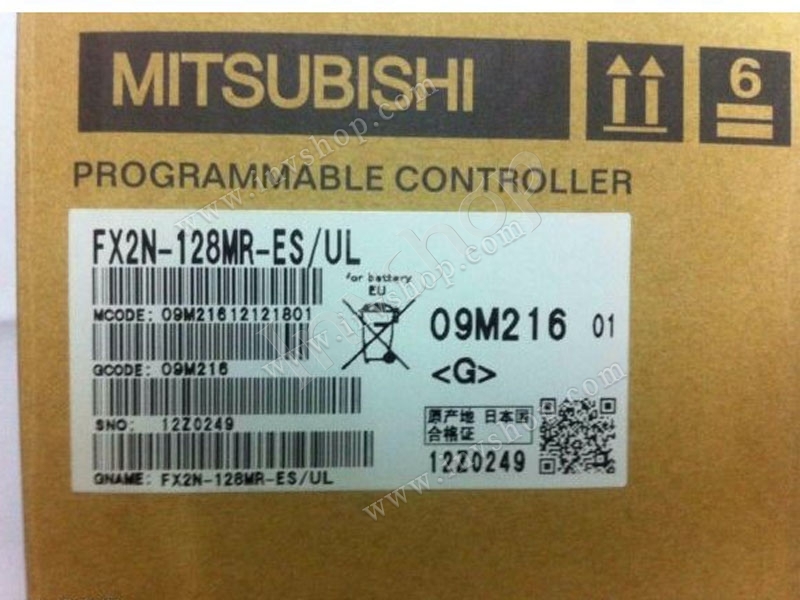 MITSUBISHI
6
PROGRAMMABLE CONTROLLER
FX2N-128MR-ES/UL
for battery
EU
MCODE: 09M21612121801
09M216 01
GCODE: 09M216
<G>
SNO: 12Z0249
原产地 日本国
合格证
12Z0249
GNAME: FX2N-128MR-ES/UL